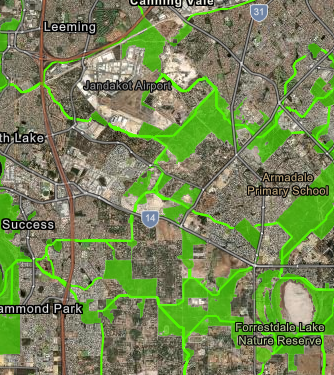 Canning Vale
31
Leeming
Jandakot Airport
th Lake
Armadale
Primary School
14
Success
ammond Park
Forrestdale Lake
Nature Reserve